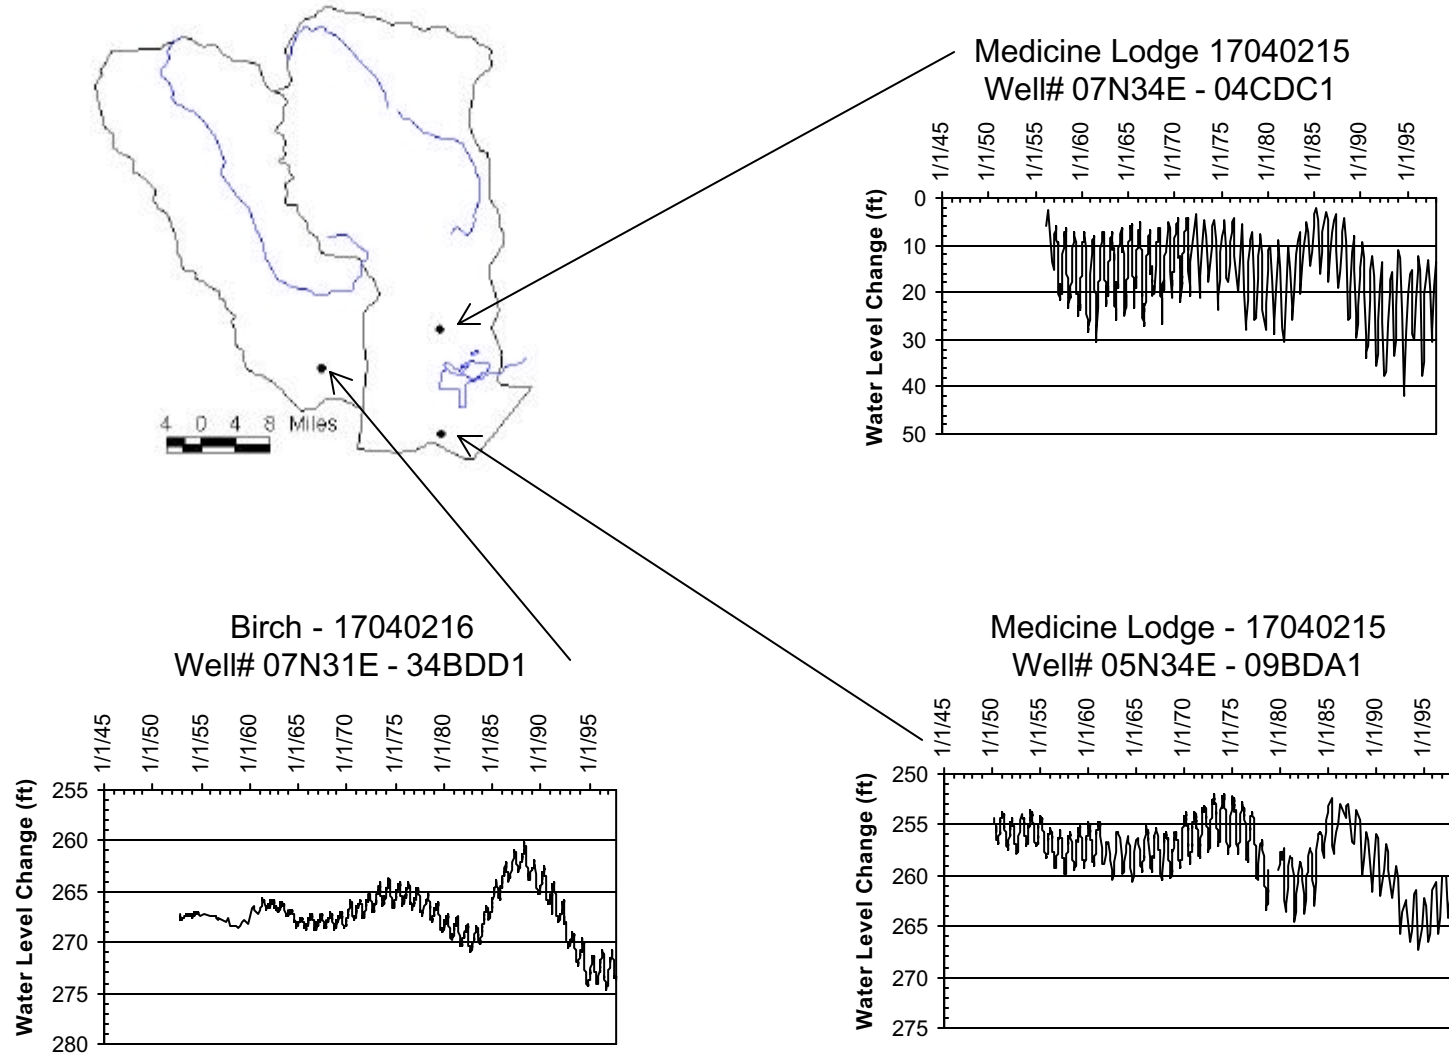 Medicine Lodge 17040215
Well# 07N34E - 04CDC1
1/1/45 1/1/50 1/1/55 1/1/60 1/1/65 1/1/70 1/1/75 1/1/80 1/1/85 1/1/90 1/1/95
Water Level Change (ft)
0
10
20
30
40
50
4 0 4 8 Miles
Birch - 17040216
Well# 07N31E - 34BDD1
1/1/45 1/1/50 1/1/55 1/1/60 1/1/65 1/1/70 1/1/75 1/1/80 1/1/85 1/1/90 1/1/95
Water Level Change (ft)
255
260
265
270
275
280
Medicine Lodge - 17040215
Well# 05N34E - 09BDA1
1/1/45 1/1/50 1/1/55 1/1/60 1/1/65 1/1/70 1/1/75 1/1/80 1/1/85 1/1/90 1/1/95
Water Level Change (ft)
250
255
260
265
270
275